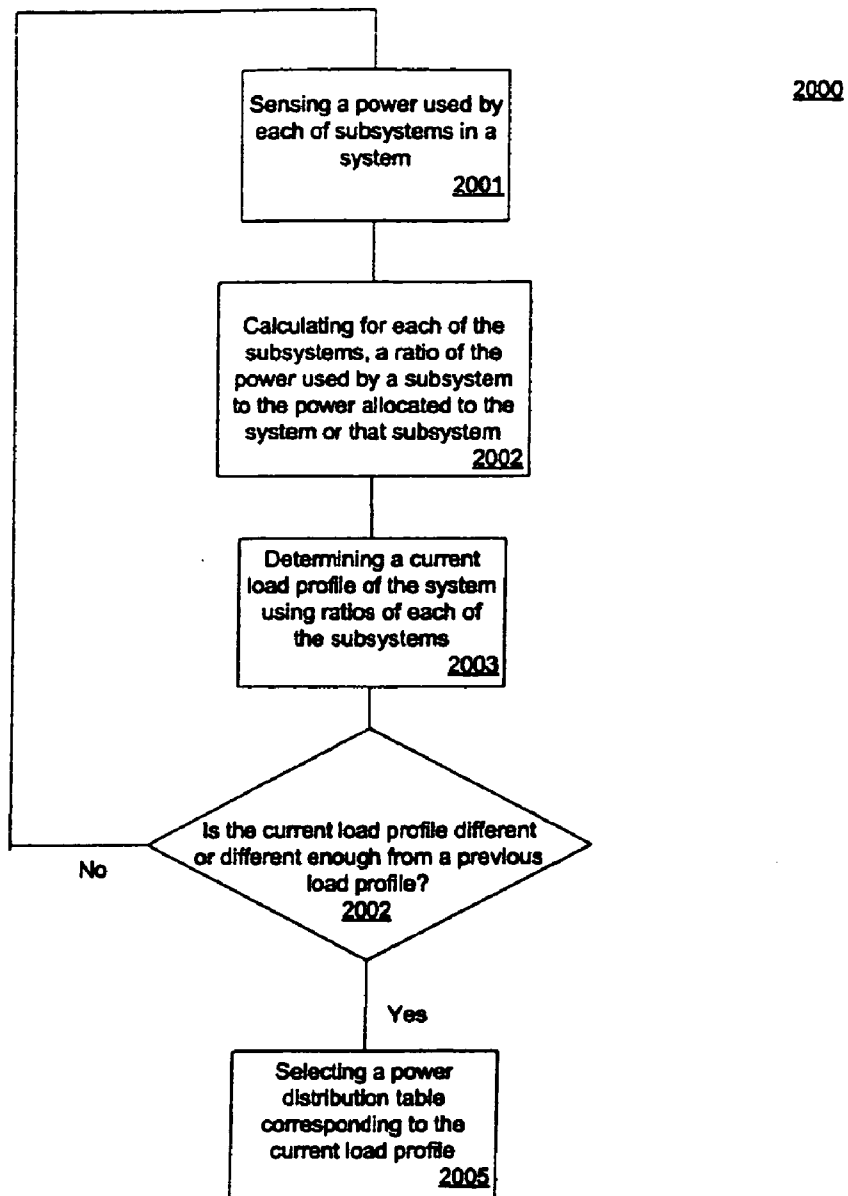 2000
Sensing a power used by
each of subsystems in a
system
2001
Calculating for each of the
subsystems, a ratio of the
power used by a subsystem
to the power allocated to the
system or that subsystem
2002
Determining a current
load profile of the system
using ratios of each of
the subsystems
2003
Is the current load profile different
or different enough from a previous
load profile?
2002
No
Yes
Selecting a power
distribution table
corresponding to the
current load profile
2005